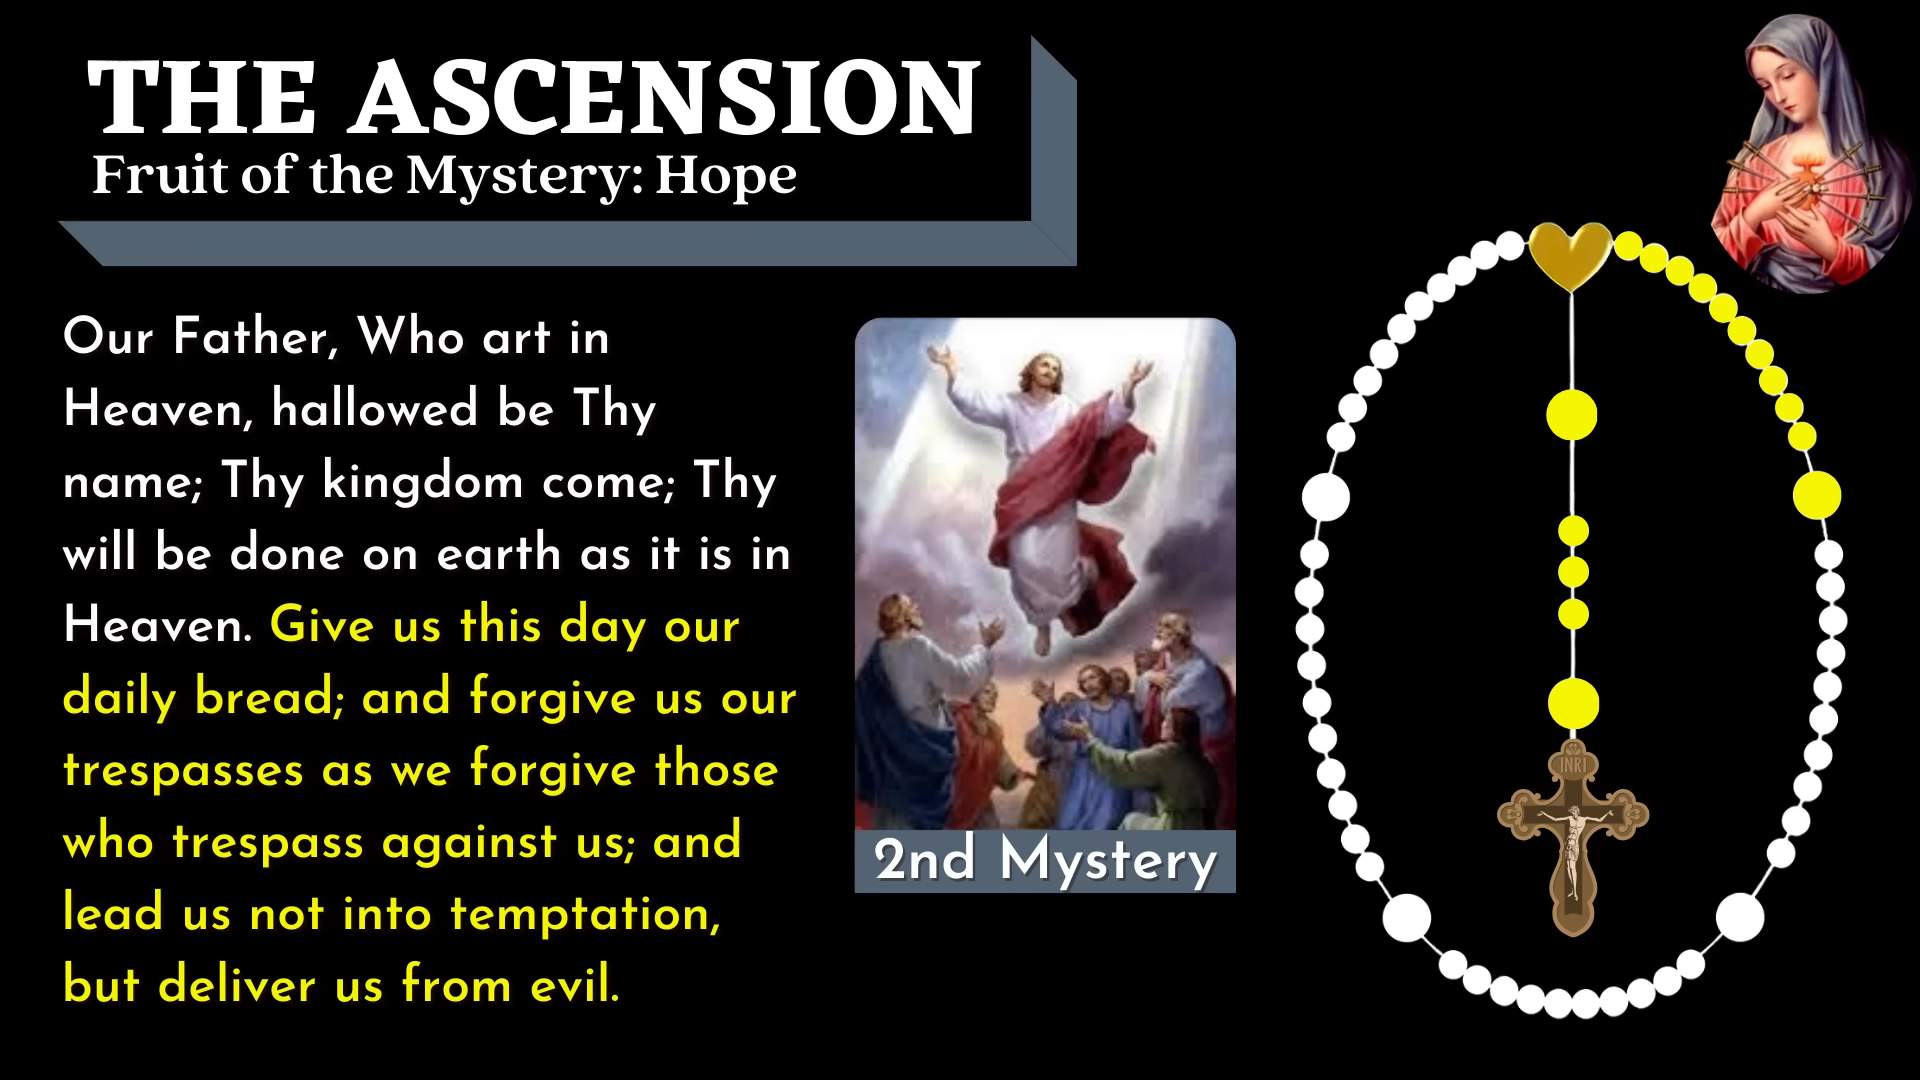 THE ASCENSION
Fruit of the Mystery: Hope
Our Father, Who art in
Heaven, hallowed be Thy
name; Thy kingdom come; Thy
will be done on earth as it is in
Heaven. Give us this day our
daily bread; and forgive us our
trespasses as we forgive those
who trespass against us; and
lead us not into temptation,
but deliver us from evil.
2nd Mystery
INRI